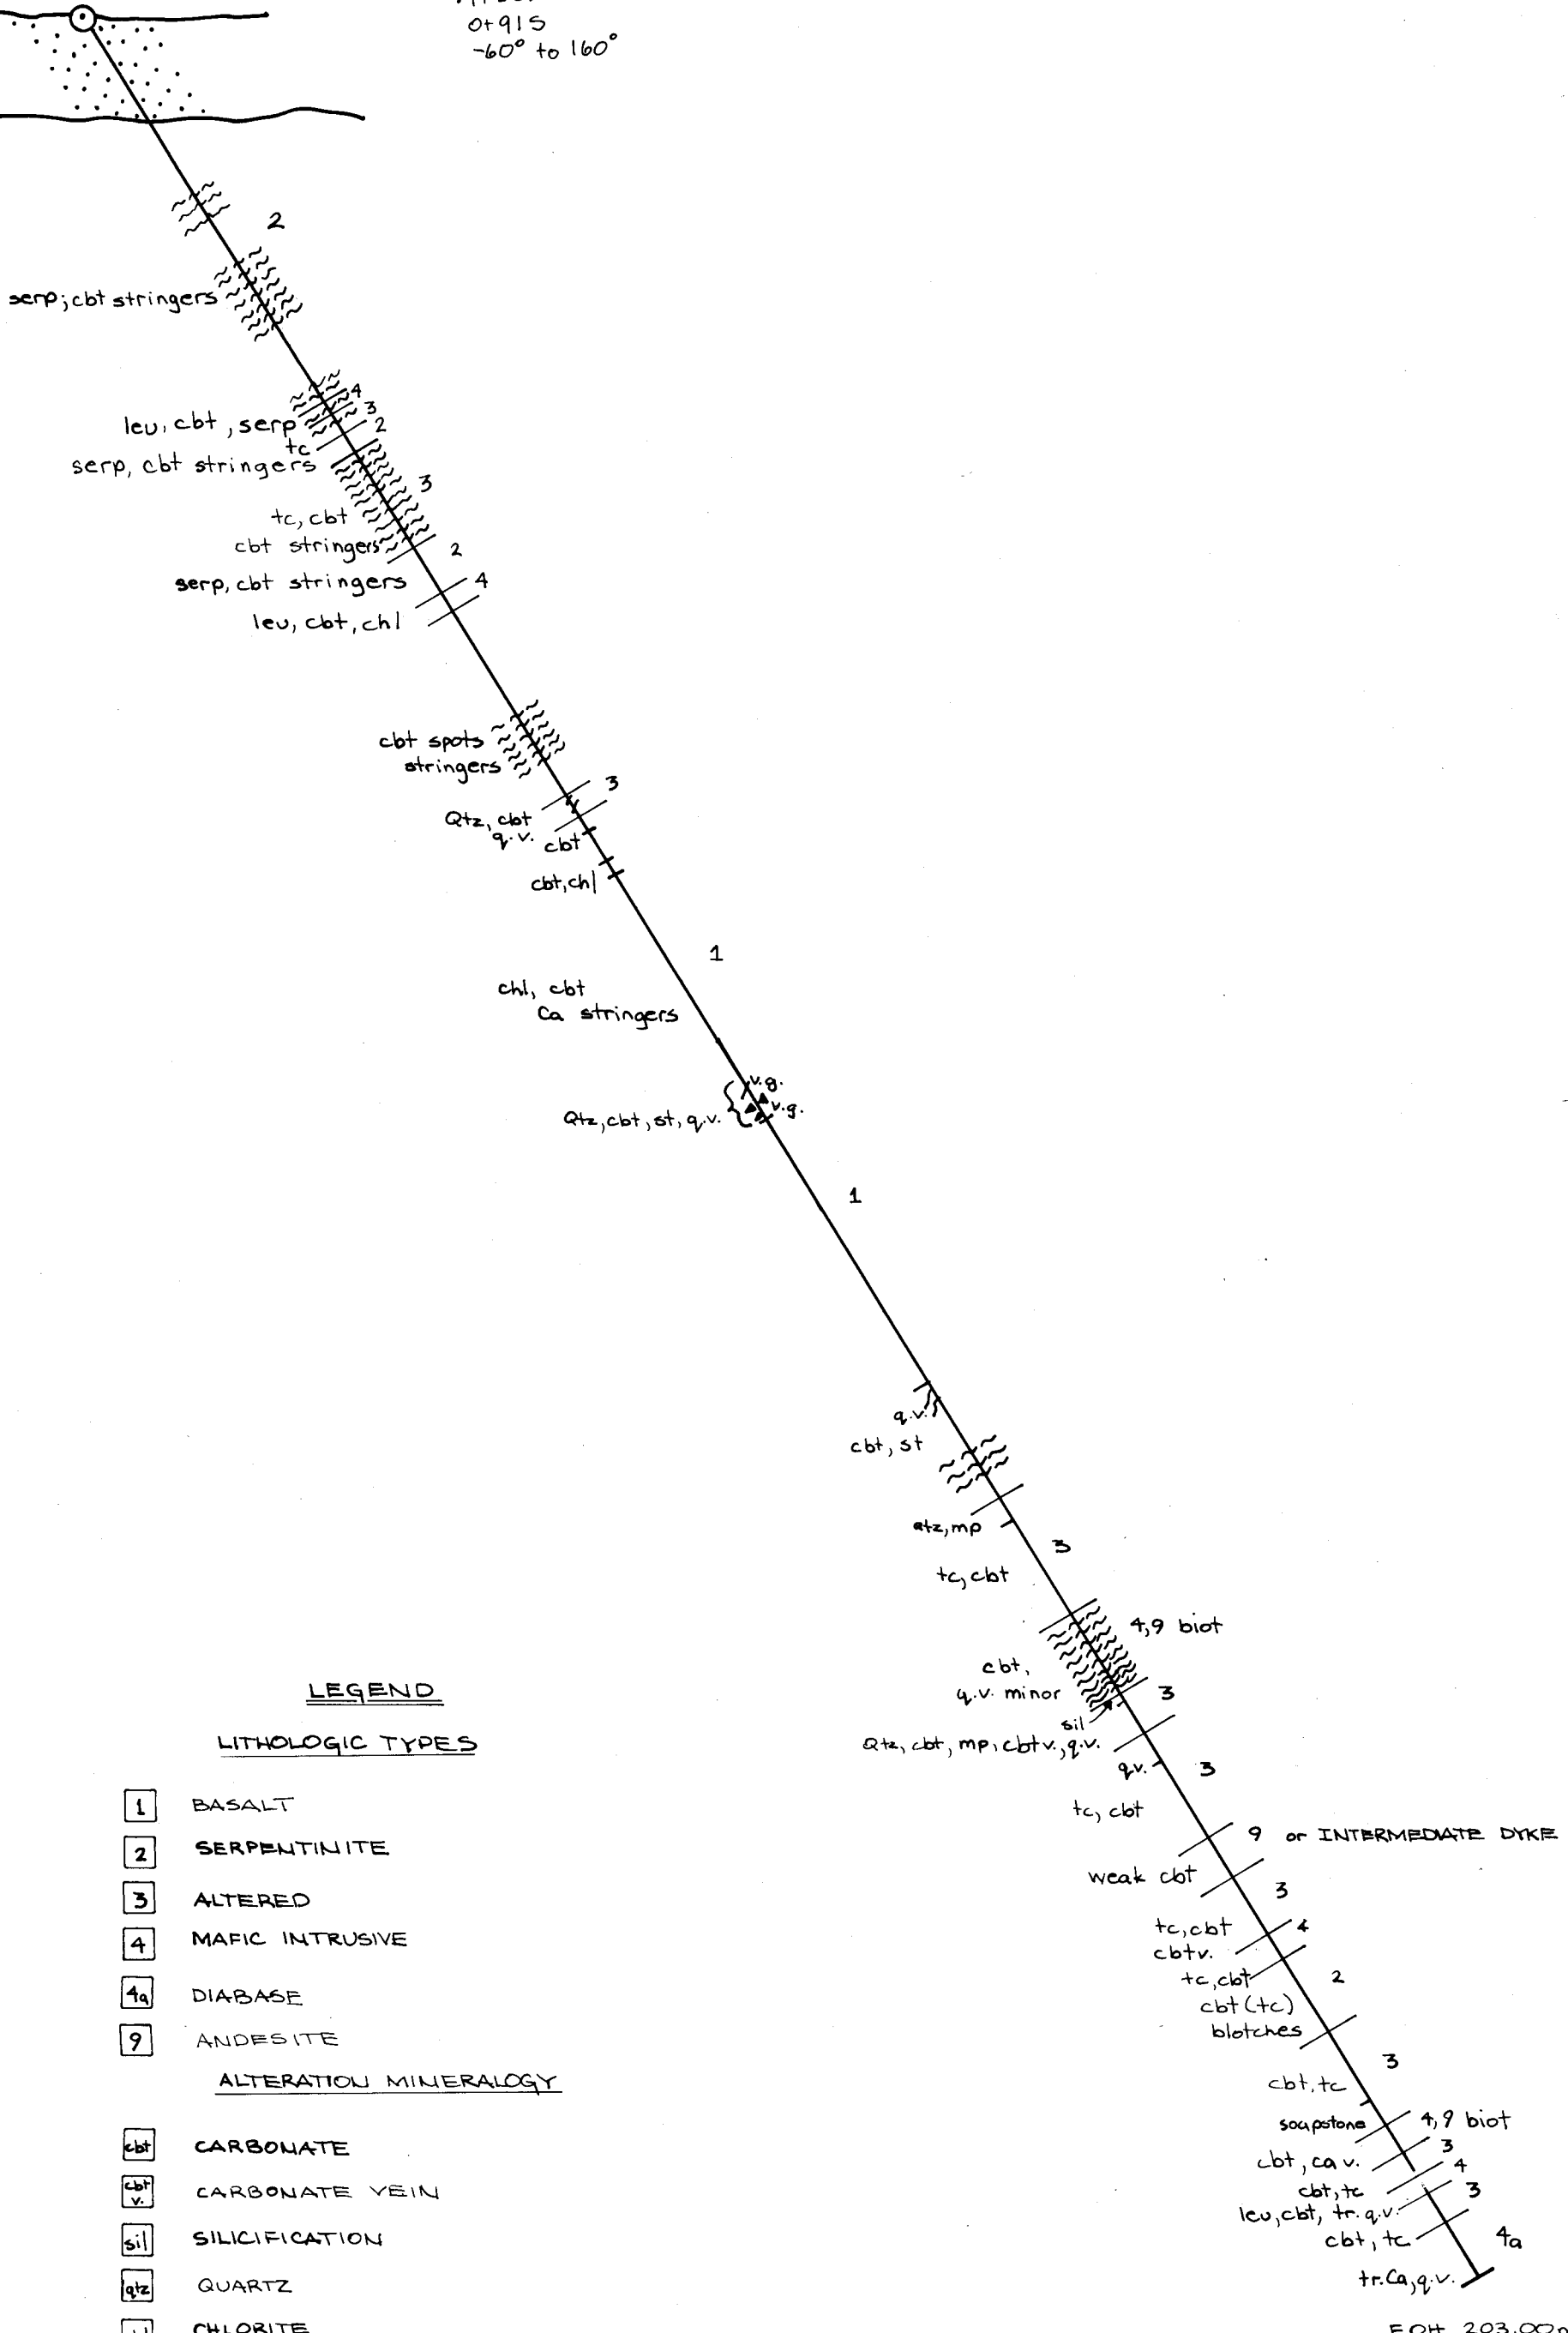 0+91S
-60° to 160°
2
serp; cbt stringers
4
3
leu, cbt, serp
2
tc
serp, cbt stringers
3
tc, cbt
cbt stringers
2
serp, cbt stringers
4
leu, cbt, chl
cbt spots
stringers
3
Qtz, cbt
q.v.
cbt
cbt, chl
1
chl, cbt
Ca stringers
v.g.
v.g.
Qtz, cbt, st, q.v.
1
q.v.
cbt, st
qtz, mp
3
tc, cbt
4,9 biot
cbt,
q.v. minor
3
sil
Qtz, cbt, mp, cbt v., q.v.
q.v.
3
tc, cbt
9 or INTERMEDIATE DYKE
weak cbt
3
tc, cbt
4
cbt v.
tc, cbt
2
cbt (tc)
blotches
3
cbt, tc
soapstone
4,9 biot
3
cbt, ca v.
4
cbt, tc
3
leu, cbt, tr. q.v.
cbt, tc
4a
tr. Ca, q.v.
EOH 203.00m
LEGEND
LITHOLOGIC TYPES
1 BASALT
2 SERPENTINITE
3 ALTERED
4 MAFIC INTRUSIVE
4a DIABASE
9 ANDESITE
ALTERATION MINERALOGY
cbt CARBONATE
cbt v. CARBONATE VEIN
sil SILICIFICATION
qtz QUARTZ
CHLORITE